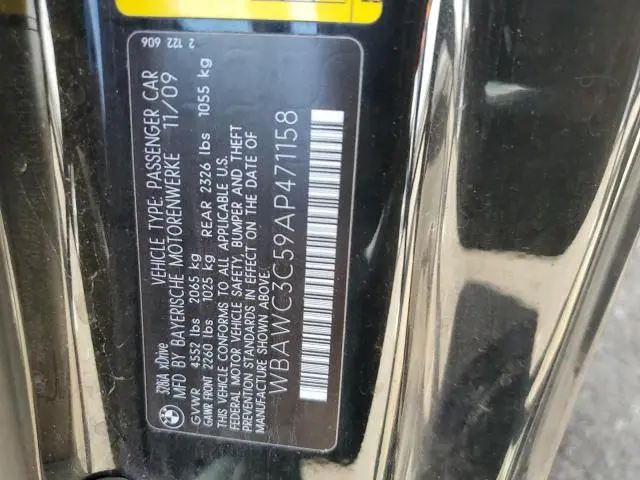 2 122 606
328iA xDrive VEHICLE TYPE: PASSENGER CAR
MFD BY BAYERISCHE MOTORENWERKE 11/09
GVWR 4552 lbs 2065 kg
GAWR FRONT 2260 lbs 1025 kg REAR 2326 lbs 1055 kg
THIS VEHICLE CONFORMS TO ALL APPLICABLE U.S.
FEDERAL MOTOR VEHICLE SAFETY, BUMPER AND THEFT
PREVENTION STANDARDS IN EFFECT ON THE DATE OF
MANUFACTURE SHOWN ABOVE.
WBAWC3C59AP471158